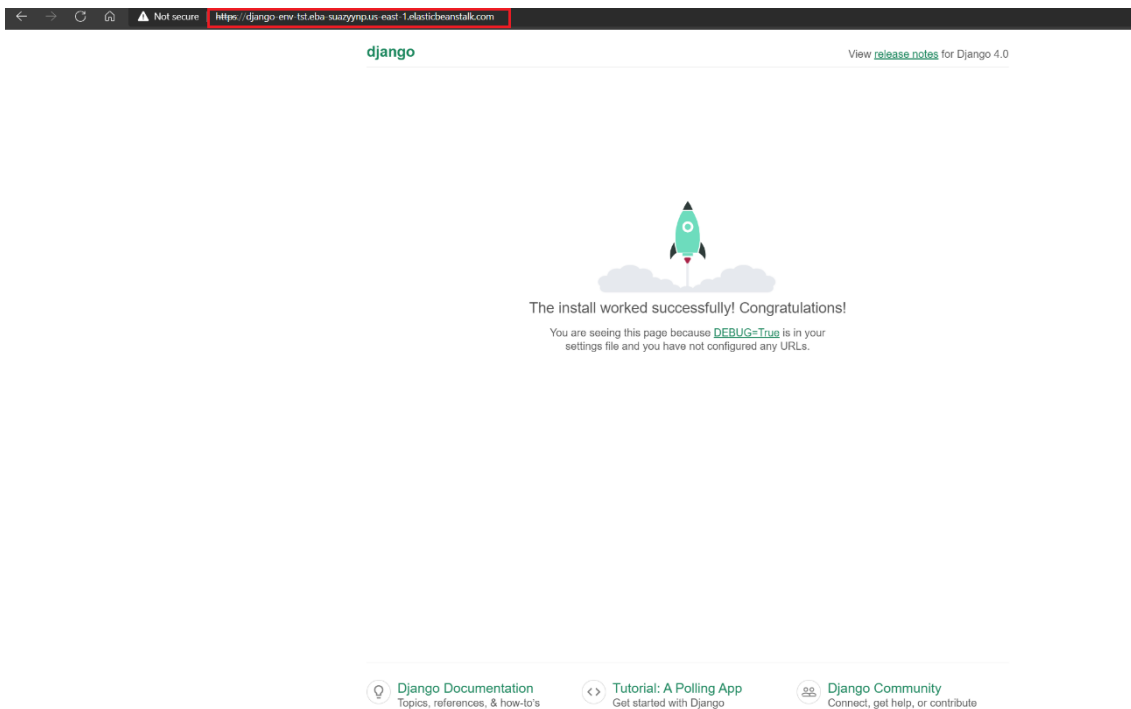 Not secure
https://django-env-tst.eba-suazyynp.us-east-1.elasticbeanstalk.com
django
View release notes for Django 4.0
The install worked successfully! Congratulations!
You are seeing this page because DEBUG=True is in your
settings file and you have not configured any URLs.
Django Documentation
Topics, references, & how-to's
Tutorial: A Polling App
Get started with Django
Django Community
Connect, get help, or contribute